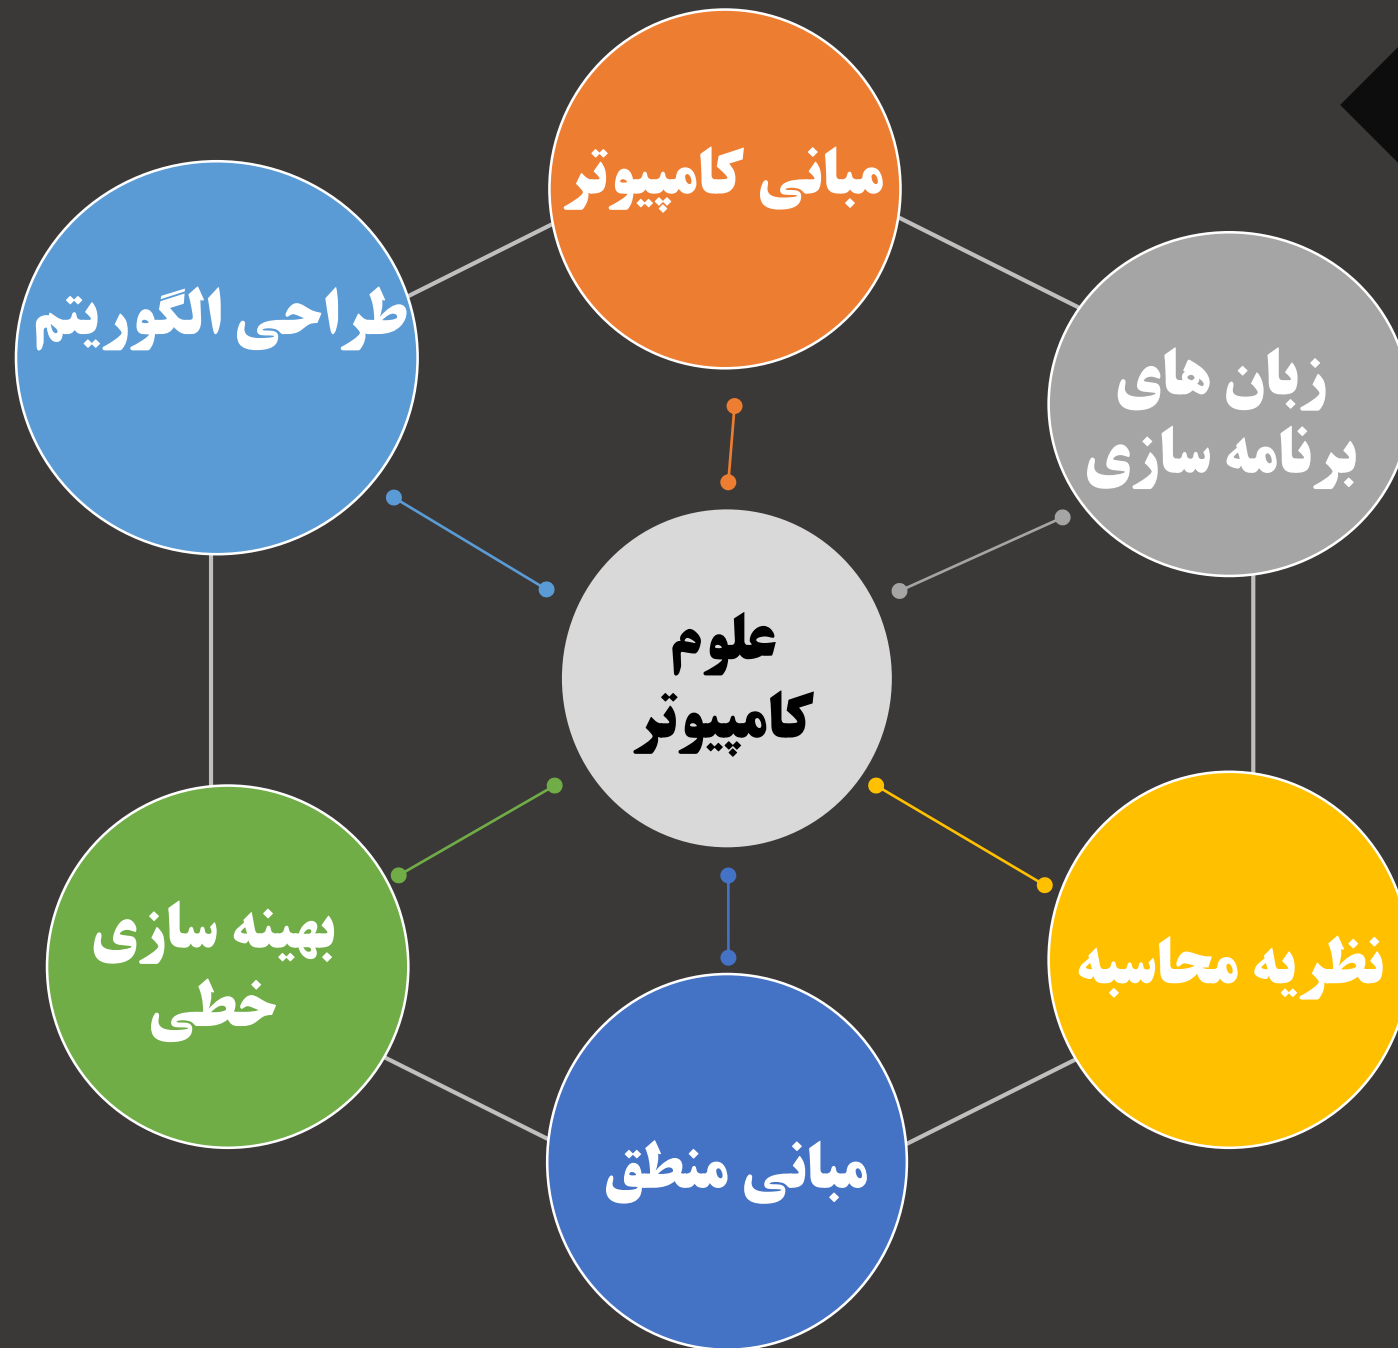 مبانی کامپیوتر
طراحی الگوریتم
زبان های
برنامه سازی
علوم
کامپیوتر
بهینه سازی
خطی
نظریه محاسبه
مبانی منطق